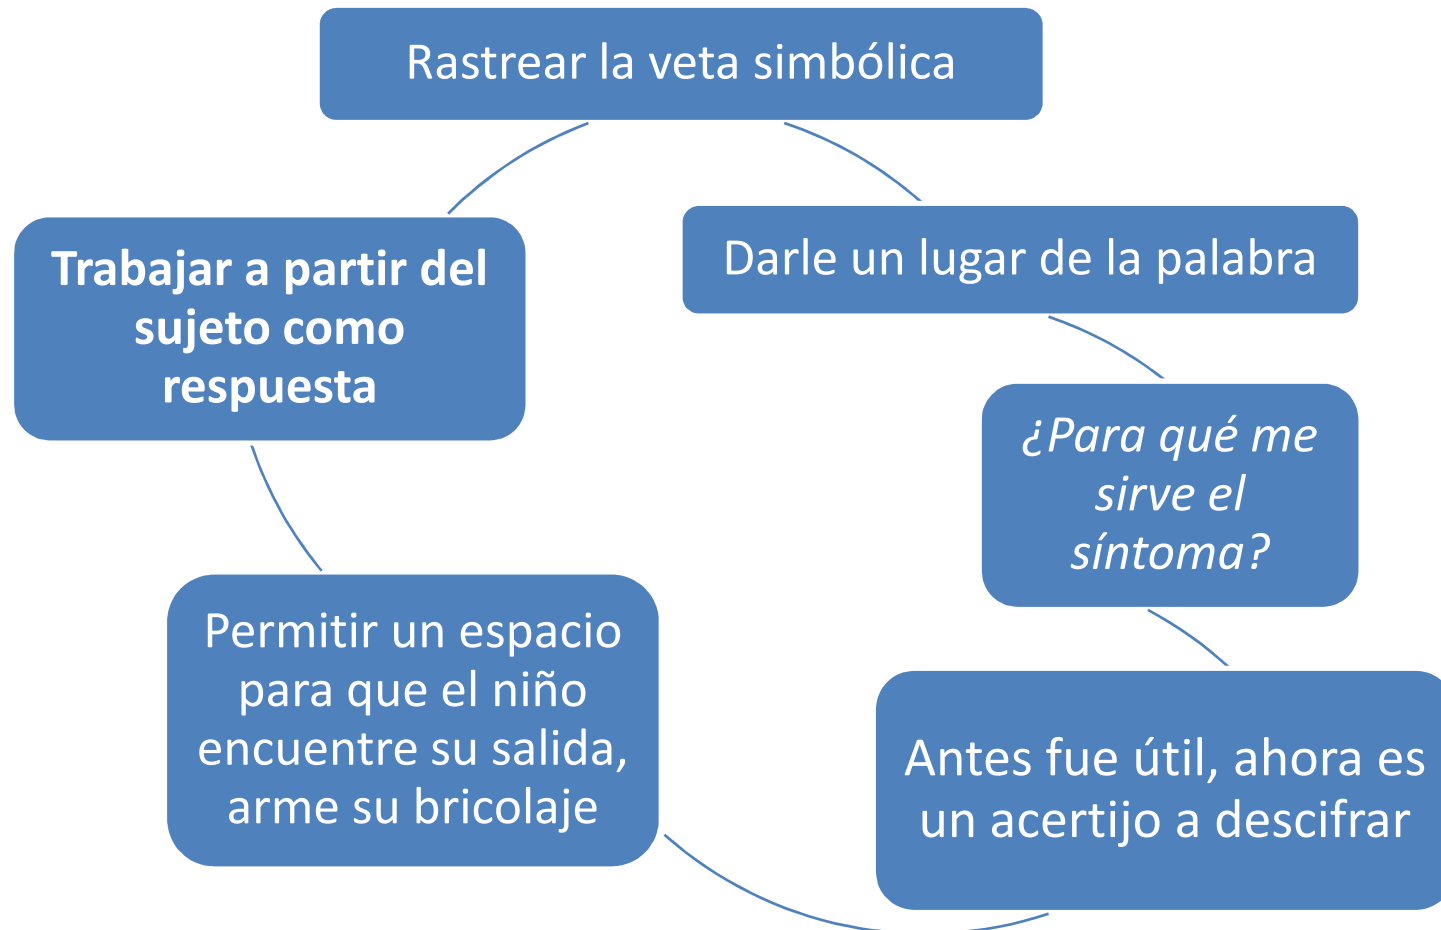 Rastrear la veta simbólica
Darle un lugar de la palabra
¿Para qué me
sirve el
síntoma?
Antes fue útil, ahora es
un acertijo a descifrar
Permitir un espacio
para que el niño
encuentre su salida,
arme su bricolaje
Trabajar a partir del
sujeto como
respuesta